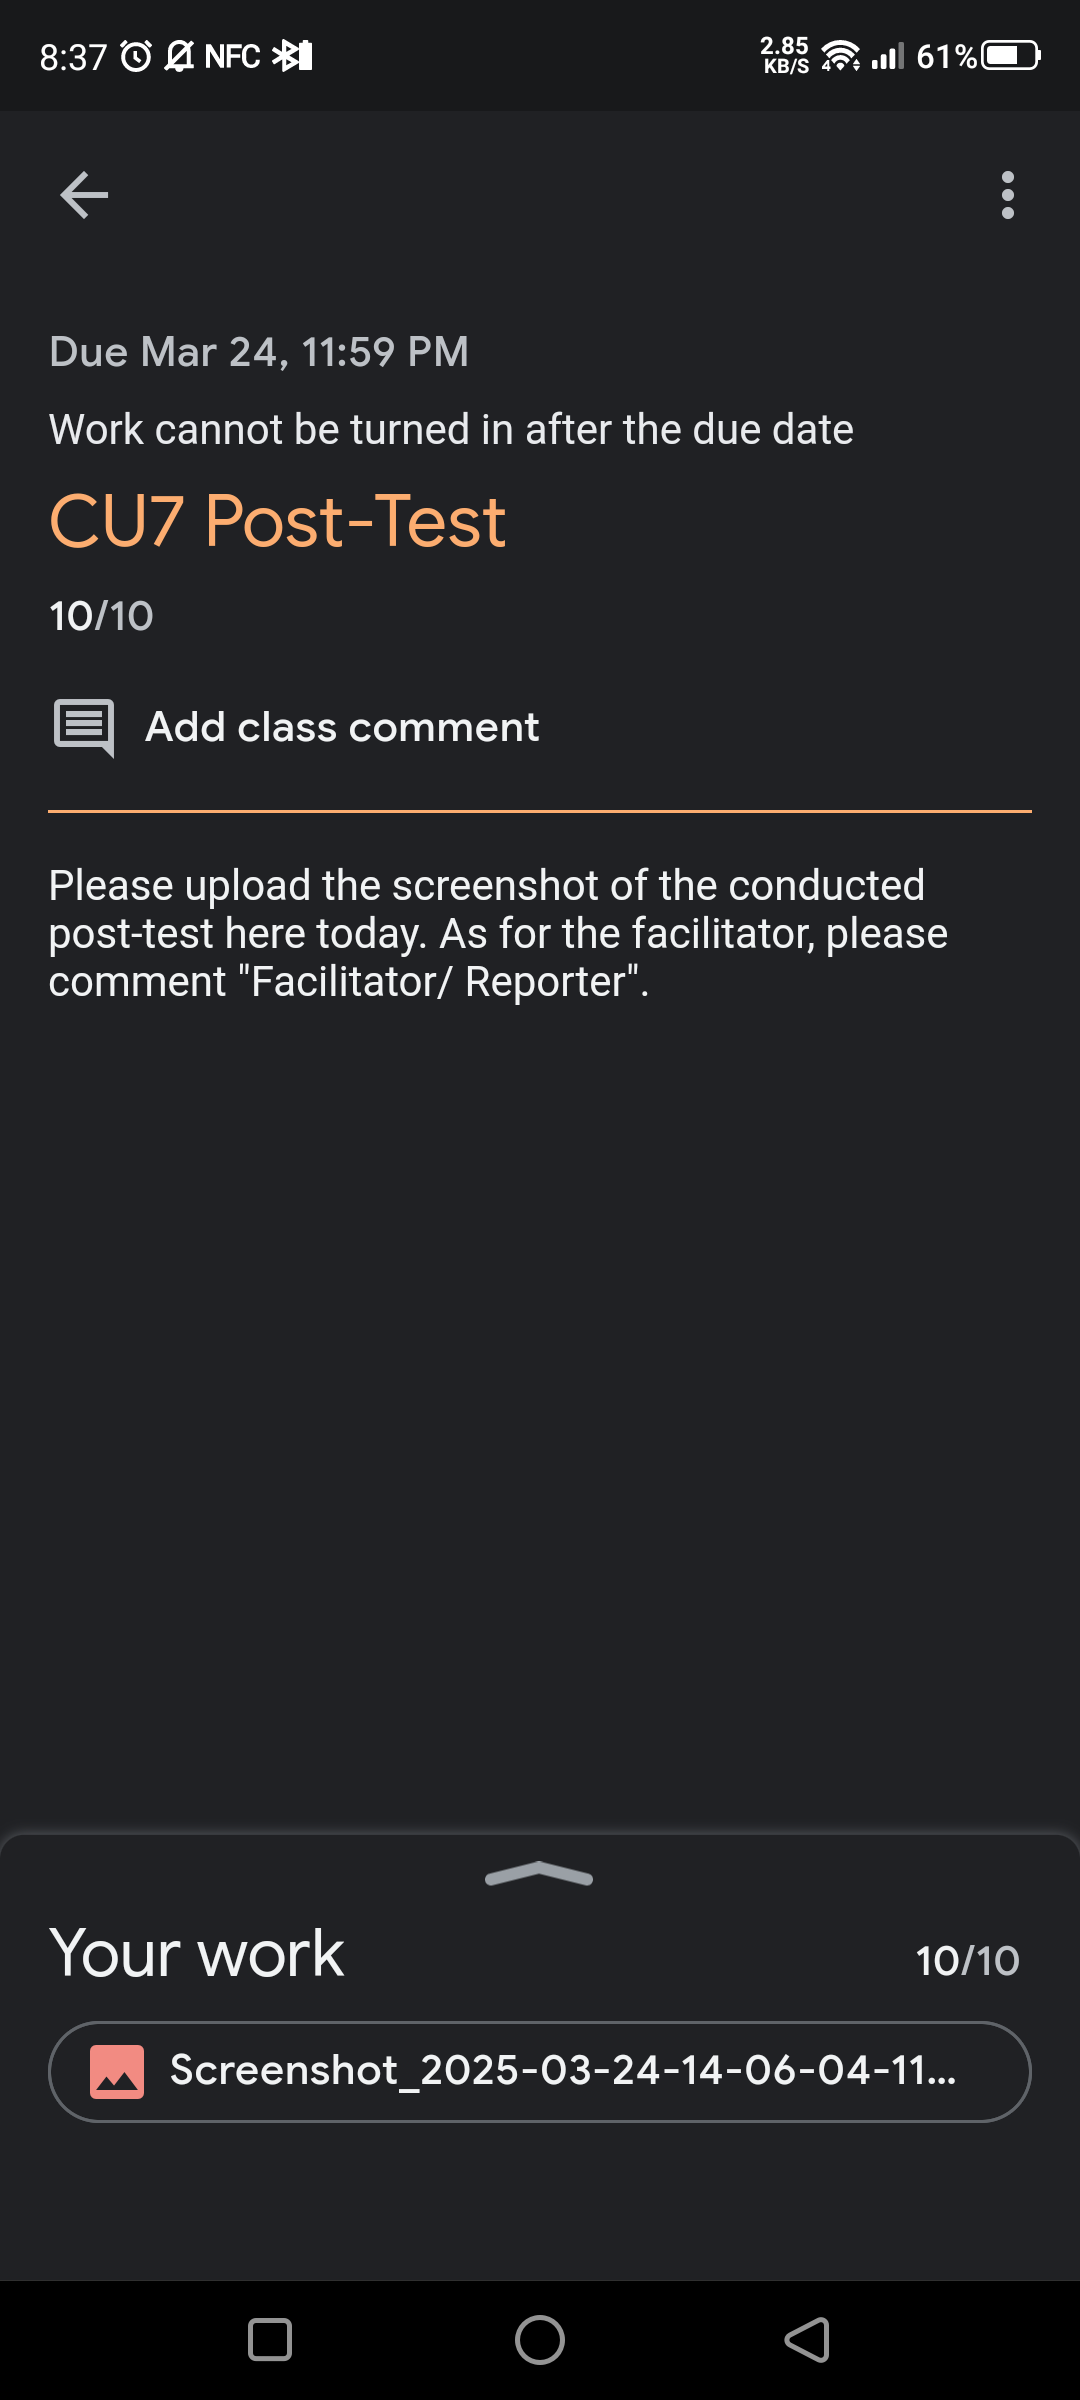 8:37 NFC 2.85 KB/S 4 61%
Due Mar 24, 11:59 PM
Work cannot be turned in after the due date
CU7 Post-Test
10/10
Add class comment
Please upload the screenshot of the conducted
post-test here today. As for the facilitator, please
comment "Facilitator/ Reporter".
Your work 10/10
Screenshot_2025-03-24-14-06-04-11...